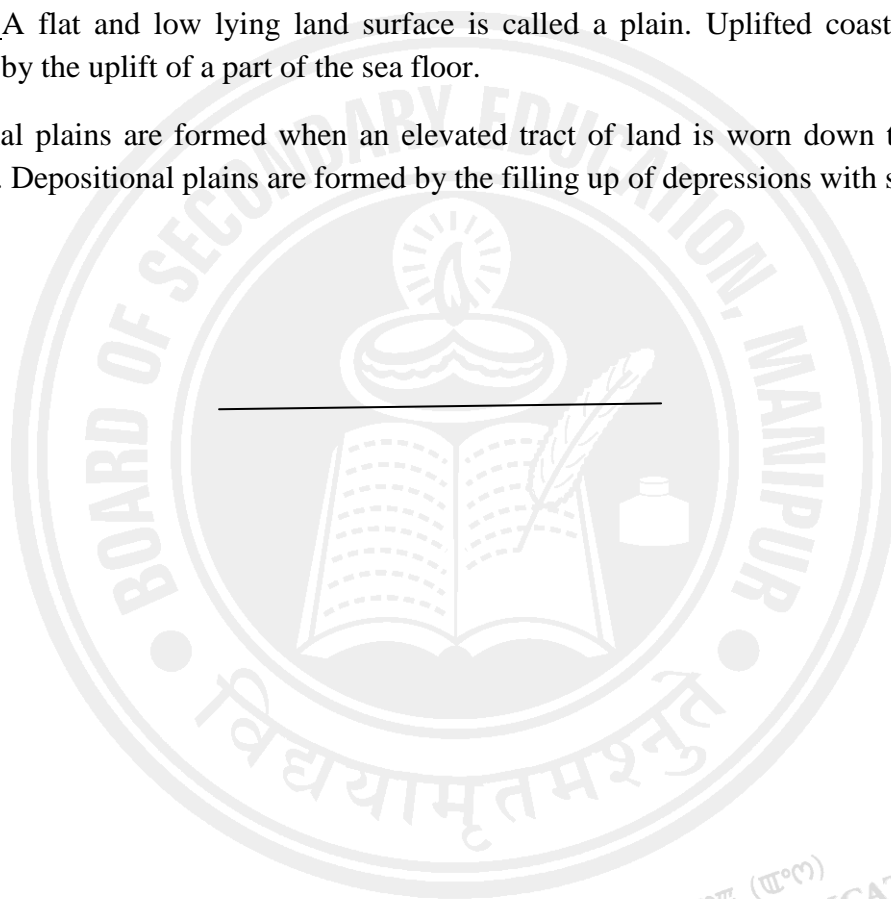 A flat and low lying land surface is called a plain. Uplifted coast
by the uplift of a part of the sea floor.
al plains are formed when an elevated tract of land is worn down t
. Depositional plains are formed by the filling up of depressions with s
BOARD OF SECONDARY EDUCATION, MANIPUR
विद्ययामृतमश्नुते